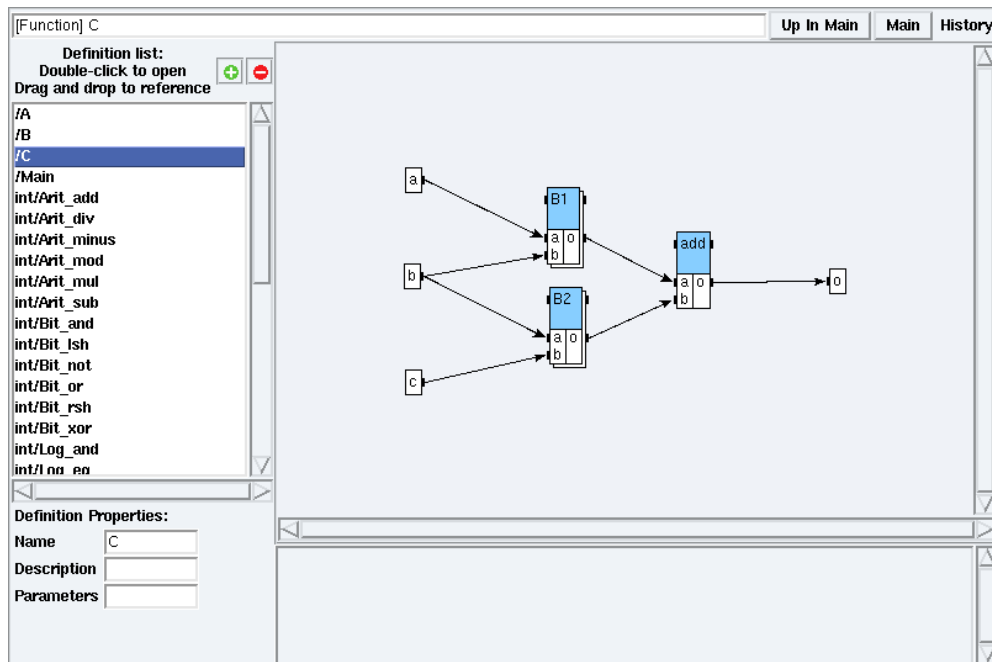 [Function] C
Up In Main
Main
History
Definition list:
Double-click to open
Drag and drop to reference
/A
/B
/C
/Main
int/Arit_add
int/Arit_div
int/Arit_minus
int/Arit_mod
int/Arit_mul
int/Arit_sub
int/Bit_and
int/Bit_lsh
int/Bit_not
int/Bit_or
int/Bit_rsh
int/Bit_xor
int/Log_and
int/Log_eq
a
b
c
B1
a o
b
B2
a o
b
add
a o
b
o
Definition Properties:
Name C
Description
Parameters